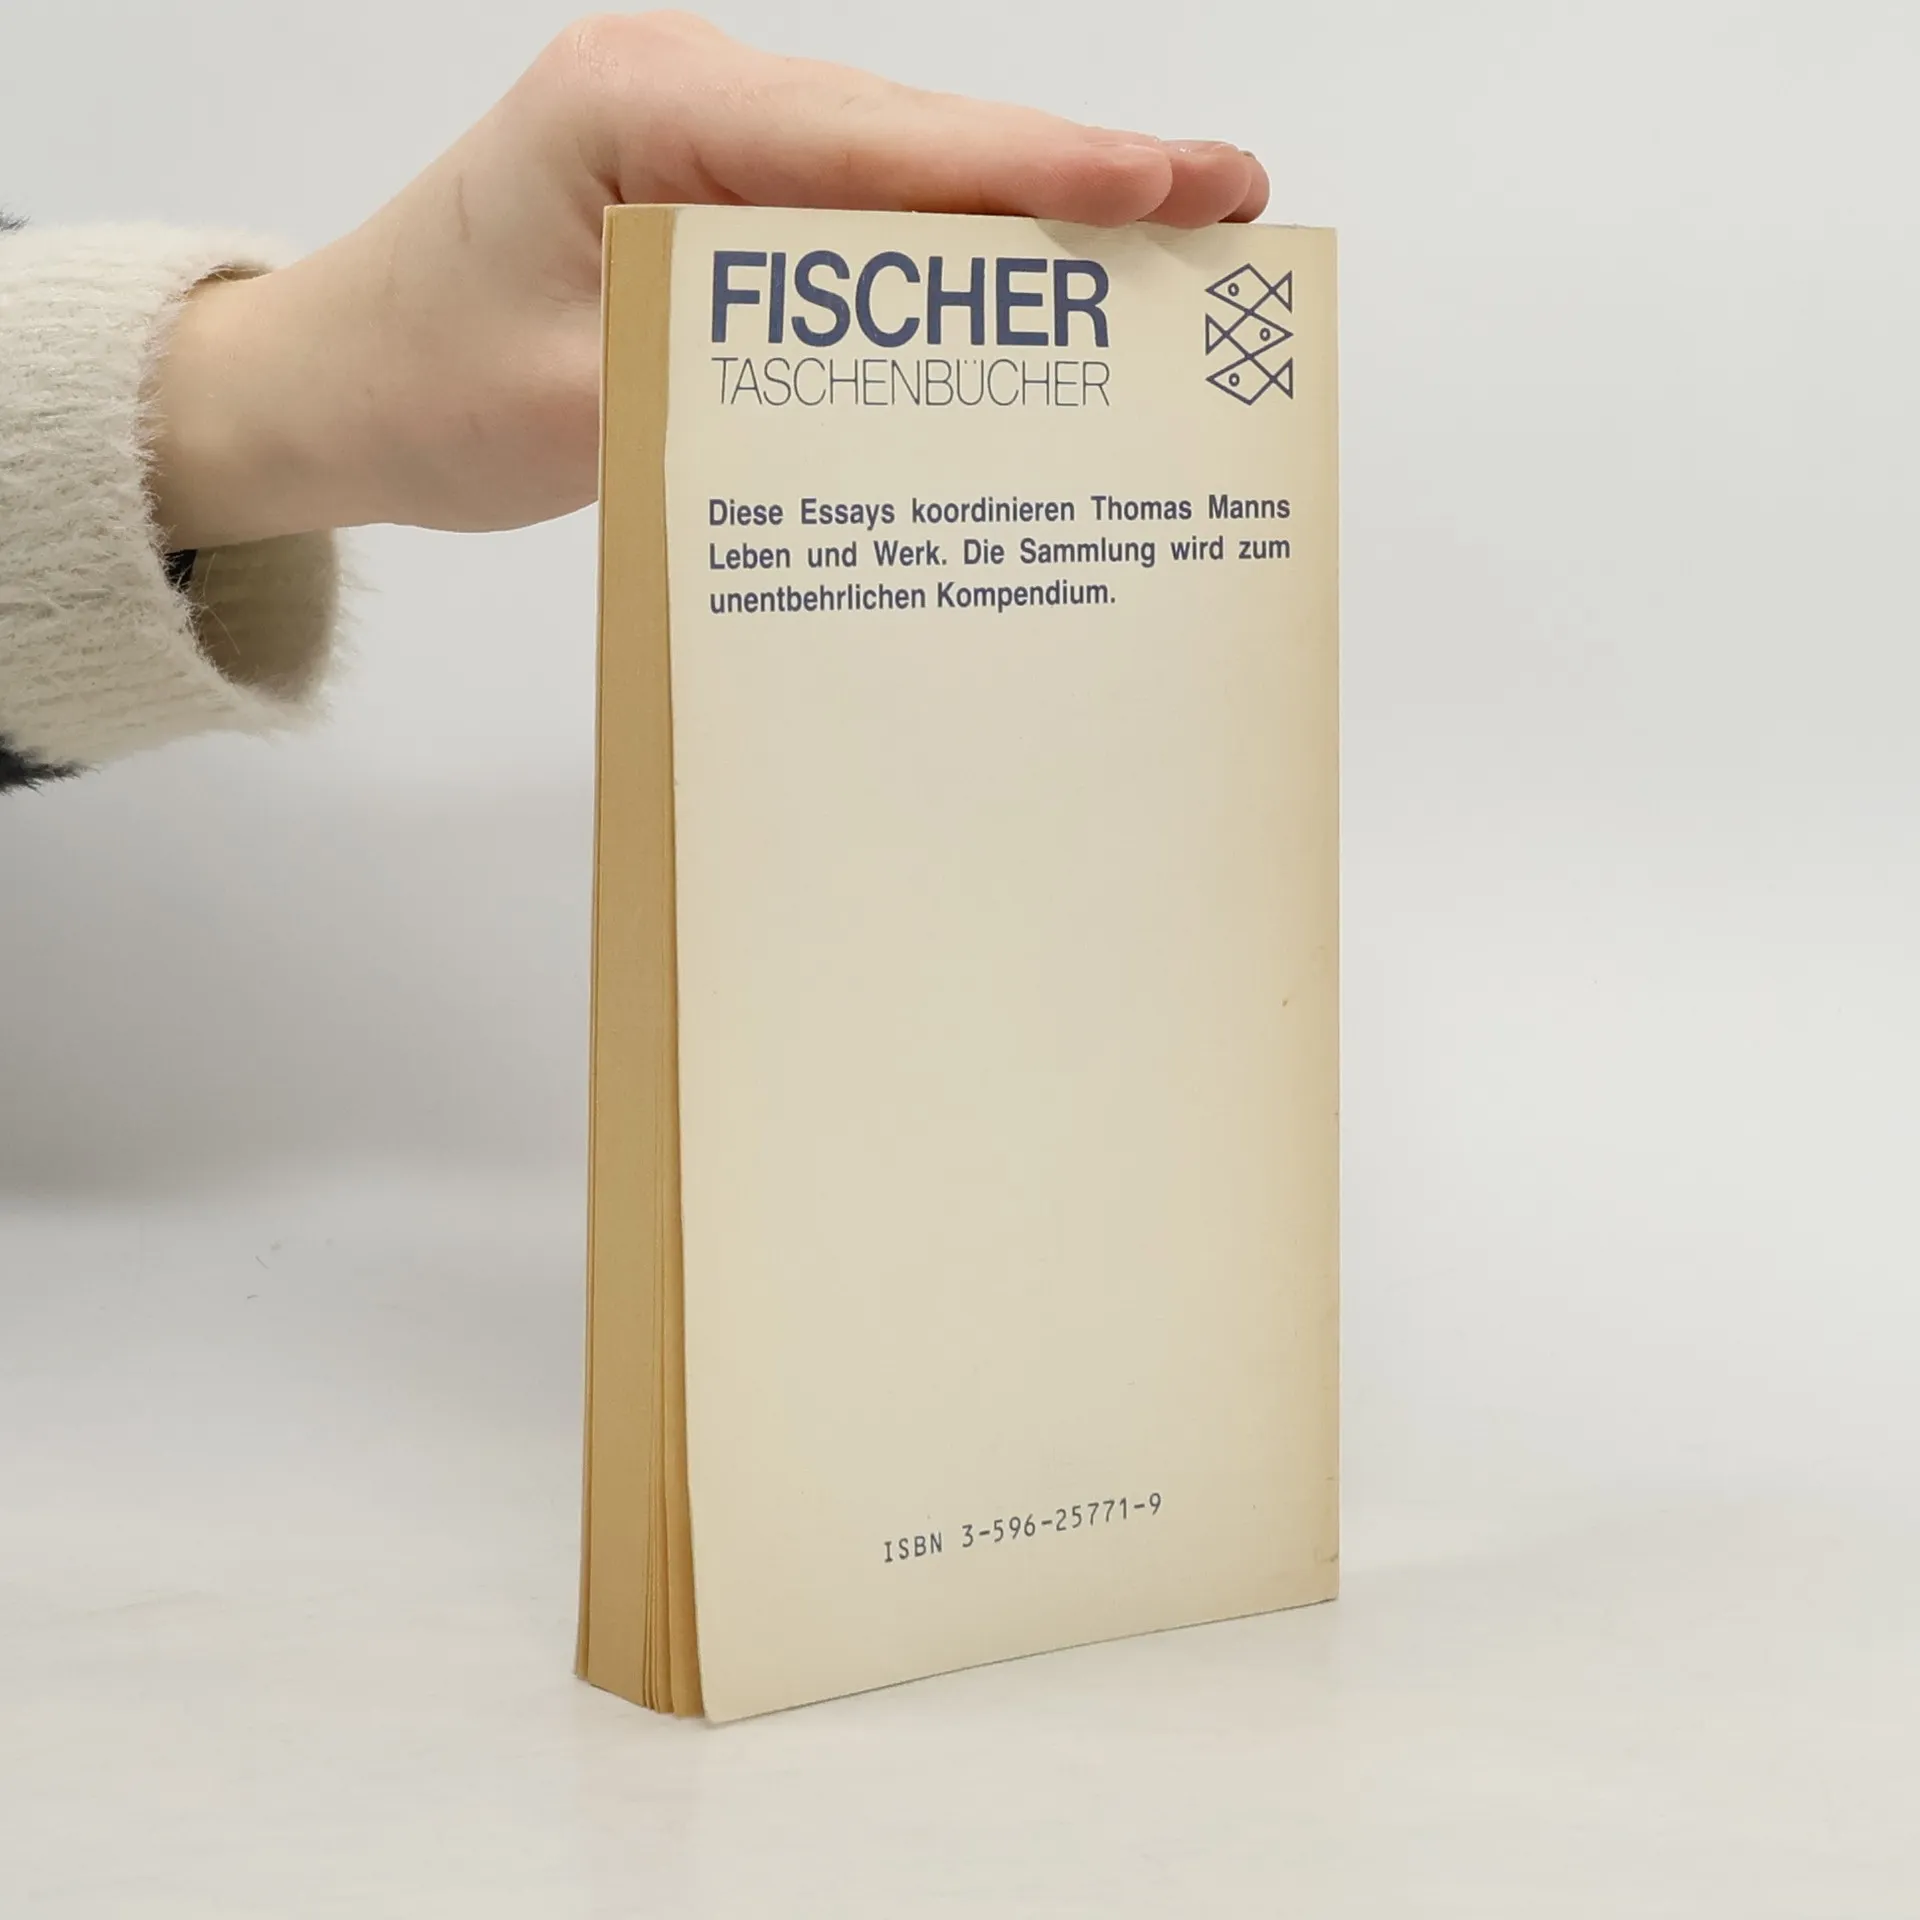 FISCHER
TASCHENBÜCHER
Diese Essays koordinieren Thomas Manns
Leben und Werk. Die Sammlung wird zum
unentbehrlichen Kompendium.
ISBN 3-596-25771-9